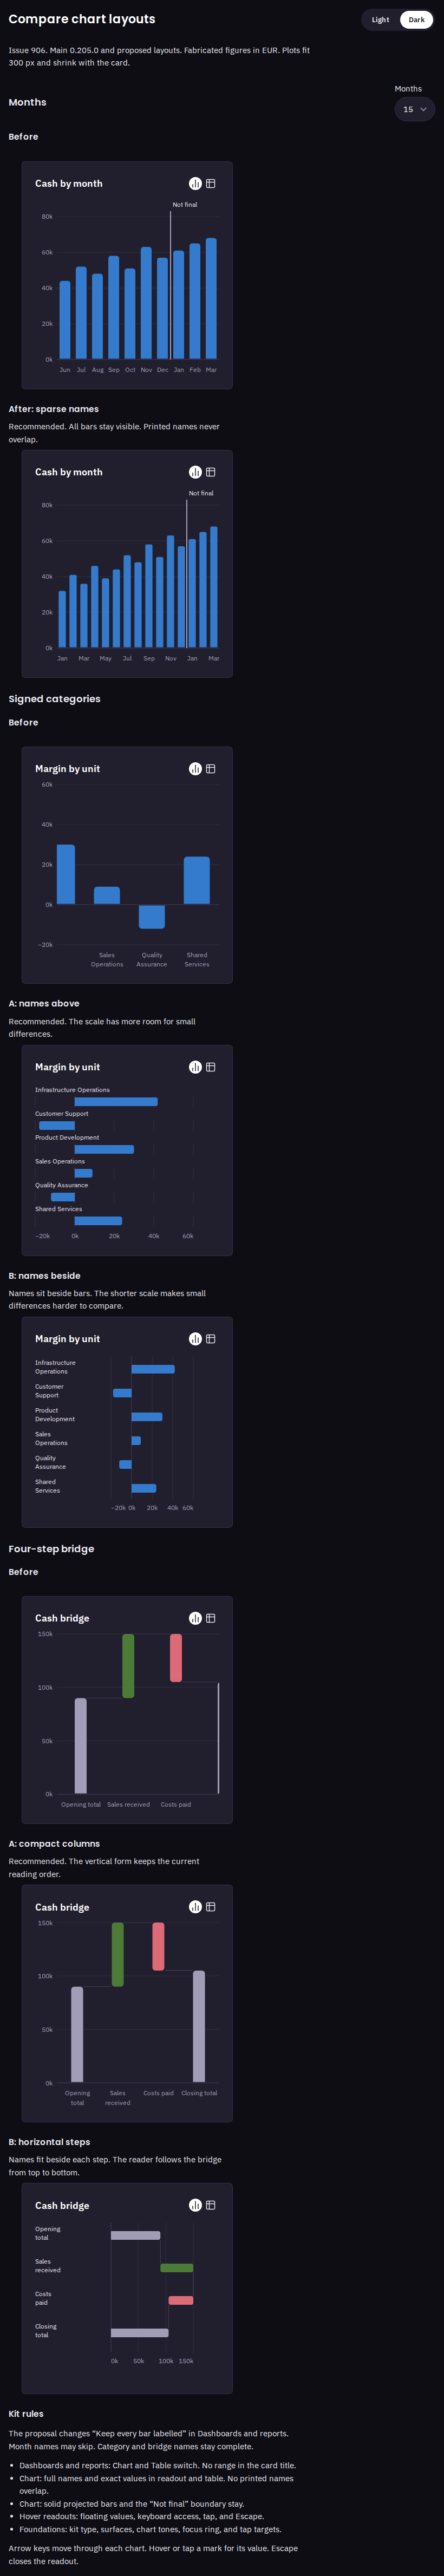 Compare chart layouts
Light
Dark
Issue 906. Main 0.205.0 and proposed layouts. Fabricated figures in EUR. Plots fit
300 px and shrink with the card.
Months
Months
15
Before
Cash by month
Not final
80k
60k
40k
20k
0k
Jun Jul Aug Sep Oct Nov Dec Jan Feb Mar
After: sparse names
Recommended. All bars stay visible. Printed names never
overlap.
Cash by month
Not final
80k
60k
40k
20k
0k
Jan Mar May Jul Sep Nov Jan Mar
Signed categories
Before
Margin by unit
60k
40k
20k
0k
−20k
Sales Quality Shared
Operations Assurance Services
A: names above
Recommended. The scale has more room for small
differences.
Margin by unit
Infrastructure Operations
Customer Support
Product Development
Sales Operations
Quality Assurance
Shared Services
−20k 0k 20k 40k 60k
B: names beside
Names sit beside bars. The shorter scale makes small
differences harder to compare.
Margin by unit
Infrastructure
Operations
Customer
Support
Product
Development
Sales
Operations
Quality
Assurance
Shared
Services
−20k 0k 20k 40k 60k
Four-step bridge
Before
Cash bridge
150k
100k
50k
0k
Opening total Sales received Costs paid
A: compact columns
Recommended. The vertical form keeps the current
reading order.
Cash bridge
150k
100k
50k
0k
Opening Sales Costs paid Closing total
total received
B: horizontal steps
Names fit beside each step. The reader follows the bridge
from top to bottom.
Cash bridge
Opening
total
Sales
received
Costs
paid
Closing
total
0k 50k 100k 150k
Kit rules
The proposal changes “Keep every bar labelled” in Dashboards and reports.
Month names may skip. Category and bridge names stay complete.
• Dashboards and reports: Chart and Table switch. No range in the card title.
• Chart: full names and exact values in readout and table. No printed names
overlap.
• Chart: solid projected bars and the “Not final” boundary stay.
• Hover readouts: floating values, keyboard access, tap, and Escape.
• Foundations: kit type, surfaces, chart tones, focus ring, and tap targets.
Arrow keys move through each chart. Hover or tap a mark for its value. Escape
closes the readout.